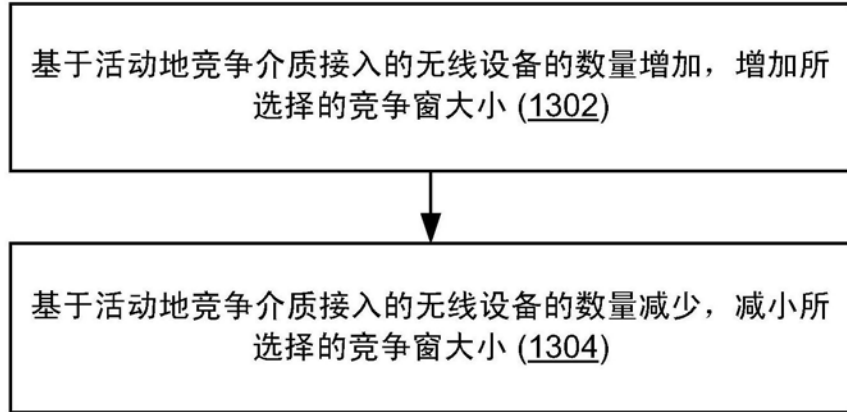 基于活动地竞争介质接入的无线设备的数量增加，增加所
选择的竞争窗大小 (1302)
基于活动地竞争介质接入的无线设备的数量减少，减小所
选择的竞争窗大小 (1304)